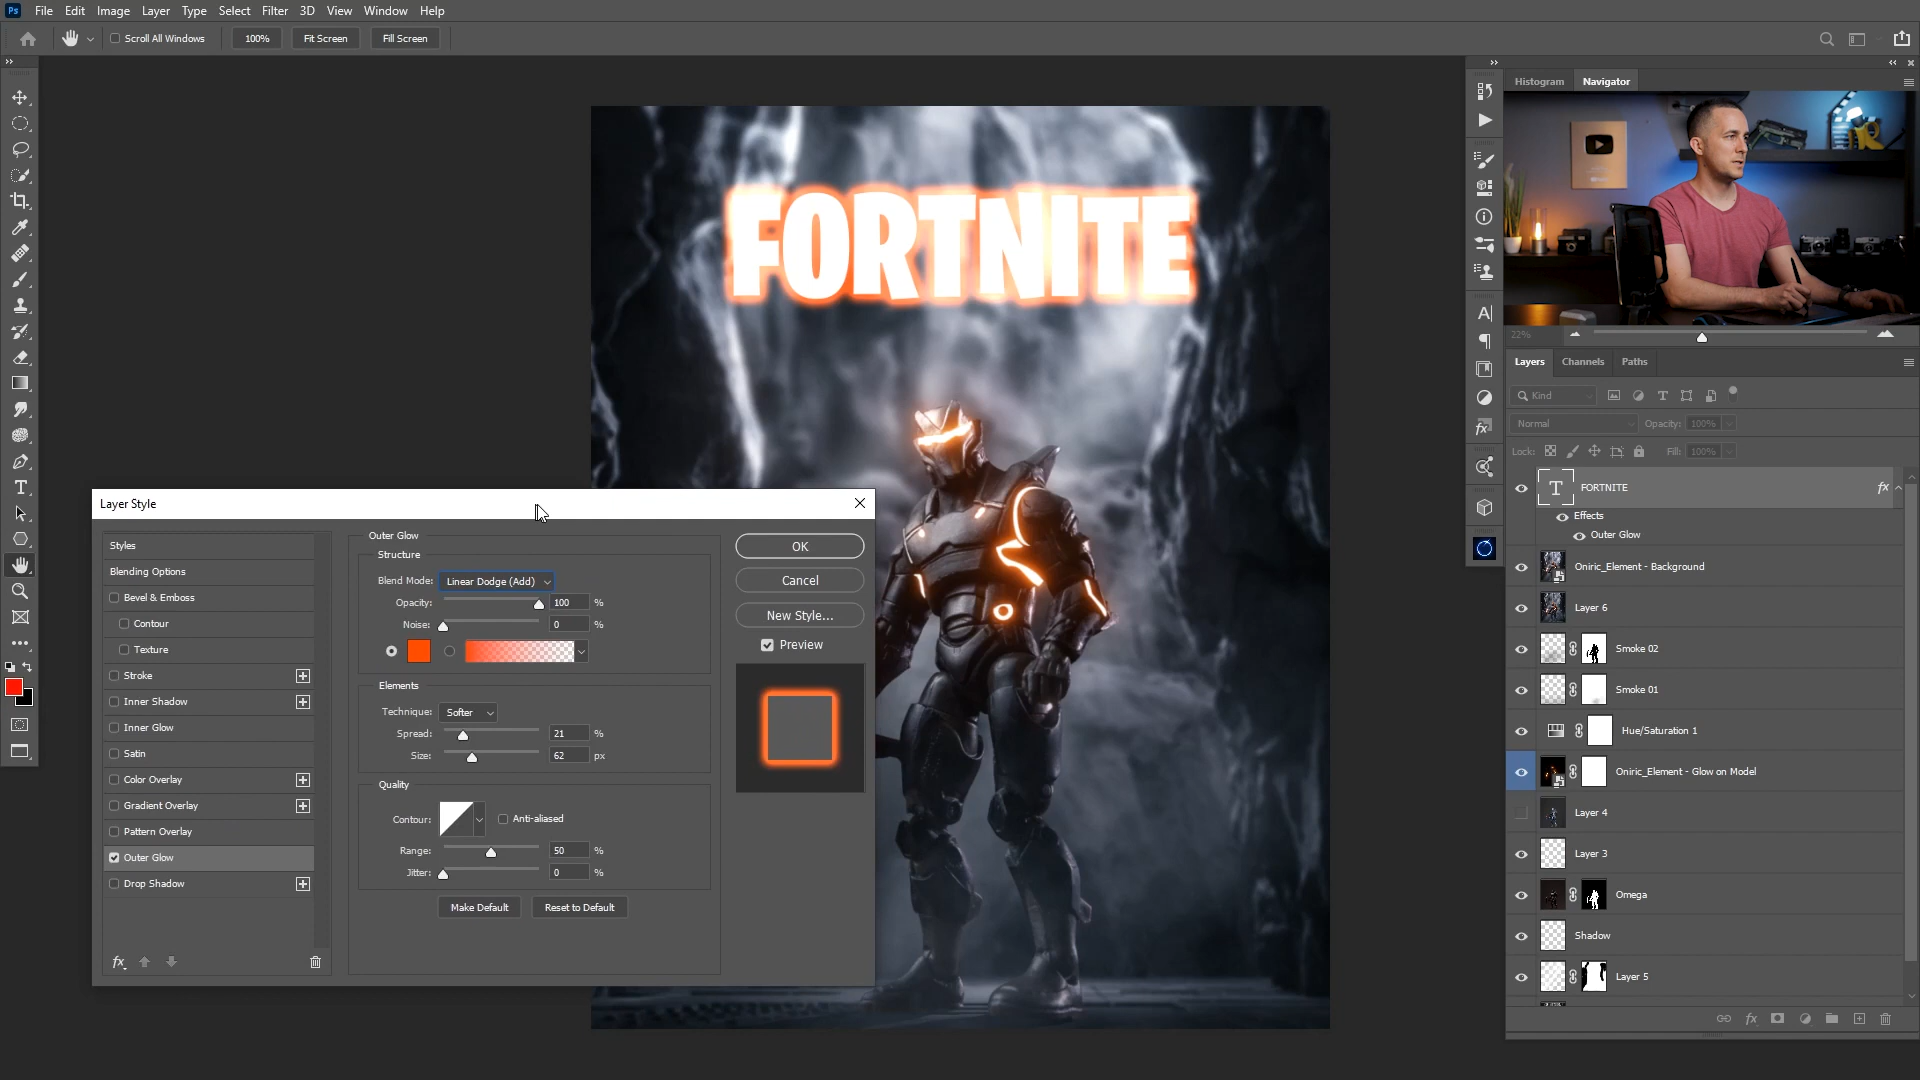 Ps File Edit Image Layer Type Select Filter 3D View Window Help
Scroll All Windows 100% Fit Screen Fill Screen
Histogram Navigator
FORTNITE
22%
Layers Channels Paths
Kind
Normal Opacity: 100%
Lock: Fill: 100%
T FORTNITE fx
Effects
Outer Glow
Oniric_Element - Background
Layer 6
Smoke 02
Smoke 01
Hue/Saturation 1
Oniric_Element - Glow on Model
Layer 4
Layer 3
Omega
Shadow
Layer 5
fx
Layer Style
Styles
Blending Options
Bevel & Emboss
Contour
Texture
Stroke
Inner Shadow
Inner Glow
Satin
Color Overlay
Gradient Overlay
Pattern Overlay
Outer Glow
Drop Shadow
fx
Outer Glow
Structure
Blend Mode: Linear Dodge (Add)
Opacity: 100 %
Noise: 0 %
Elements
Technique: Softer
Spread: 21 %
Size: 62 px
Quality
Contour: Anti-aliased
Range: 50 %
Jitter: 0 %
Make Default Reset to Default
OK
Cancel
New Style...
Preview